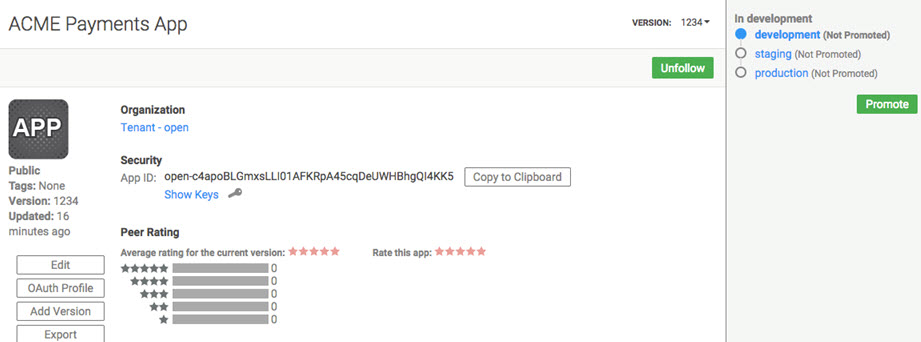 ACME Payments App
VERSION: 1234
Unfollow
APP
Public
Tags: None
Version: 1234
Updated: 16
minutes ago
Edit
OAuth Profile
Add Version
Export
Organization
Tenant - open
Security
App ID: open-c4apoBLGmxsLLI01AFKRpA45cqDeUWHBhgQI4KK5 Copy to Clipboard
Show Keys
Peer Rating
Average rating for the current version: Rate this app:
0
0
0
0
0
In development
development (Not Promoted)
staging (Not Promoted)
production (Not Promoted)
Promote